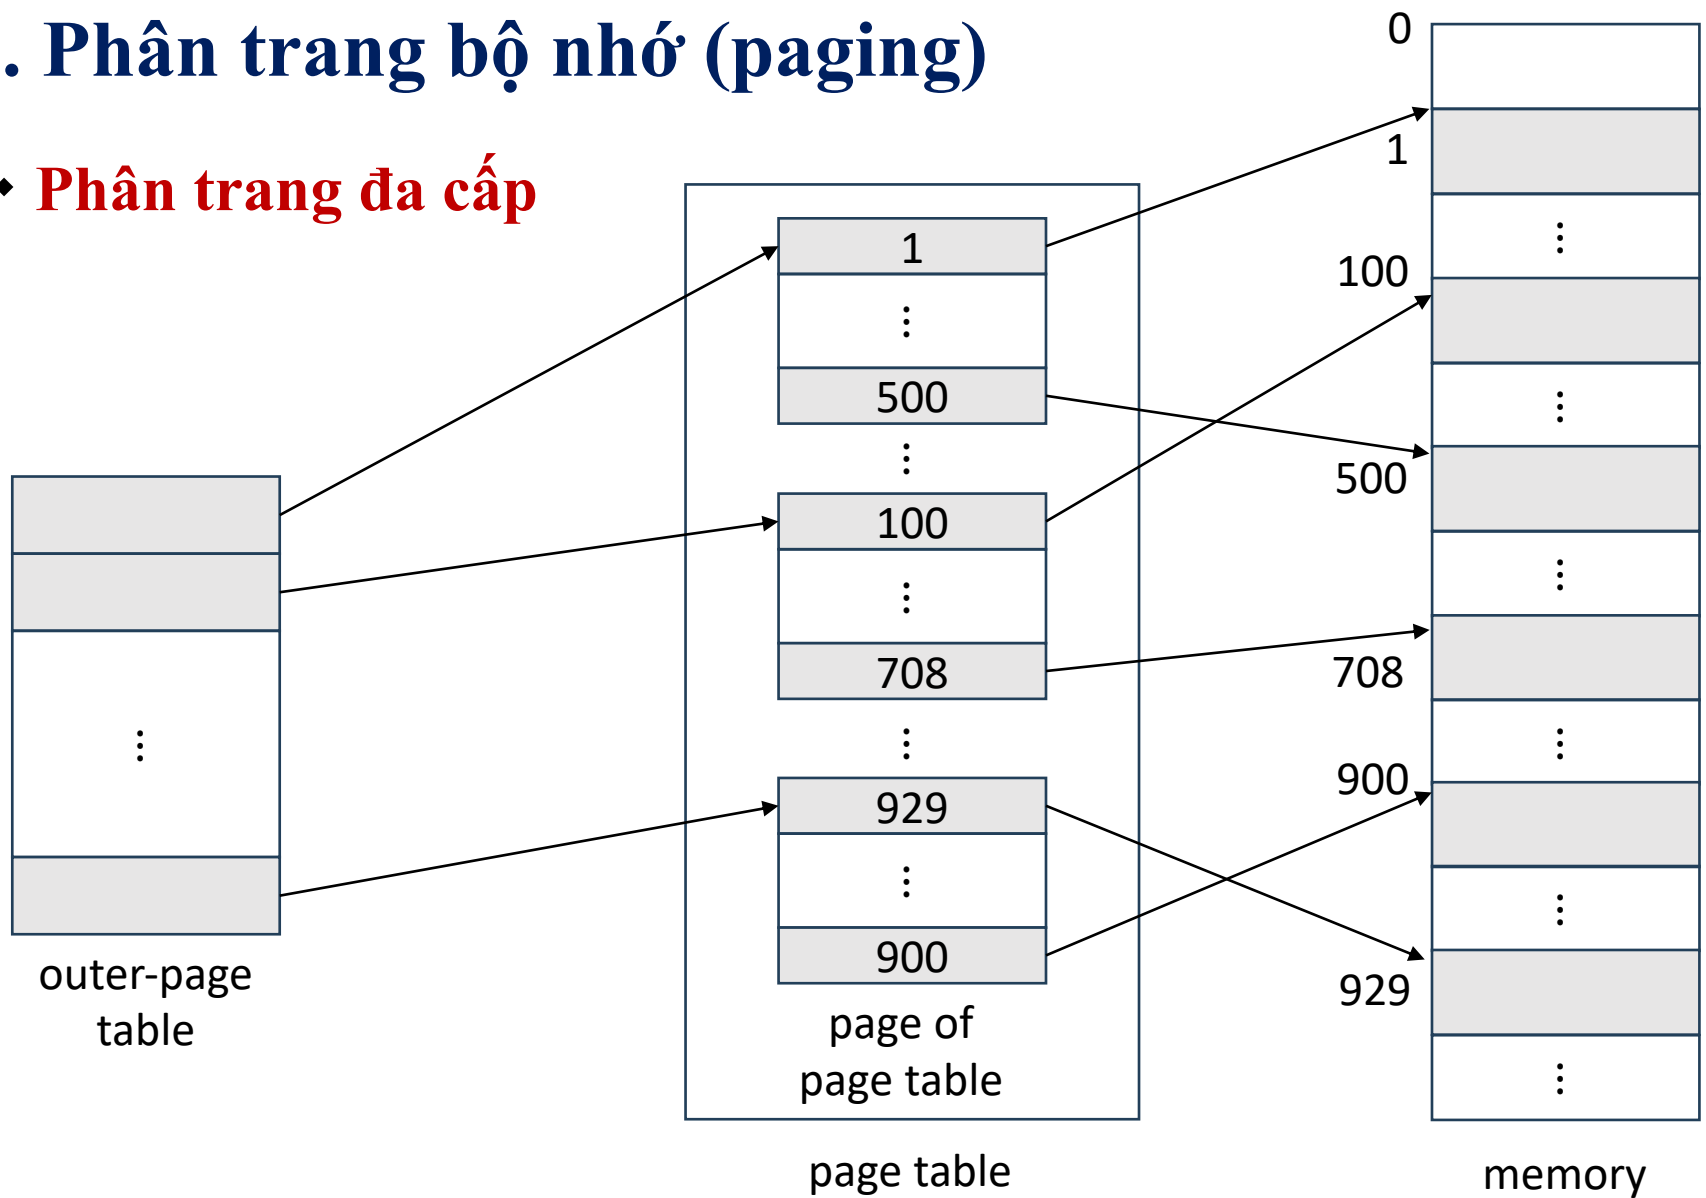 . Phân trang bộ nhớ (paging)
Phân trang đa cấp
outer-page
table
1
⋮
500
⋮
100
⋮
708
⋮
929
⋮
900
page of
page table
page table
0
1
100
500
708
900
929
memory